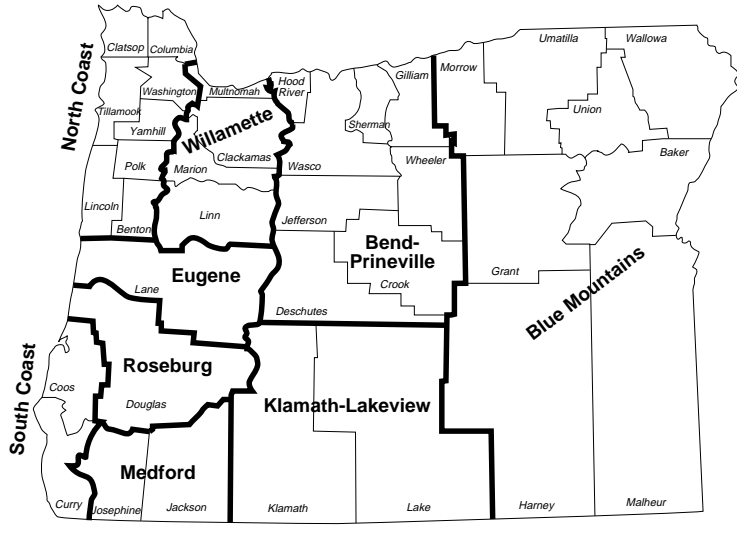 Clatsop
Columbia
North Coast
Washington
Tillamook
Yamhill
Polk
Lincoln
Benton
Multnomah
Willamette
Clackamas
Marion
Linn
Hood
River
Sherman
Gilliam
Wasco
Wheeler
Jefferson
Bend-
Prineville
Crook
Deschutes
Morrow
Umatilla
Wallowa
Union
Baker
Grant
Blue Mountains
Harney
Malheur
Eugene
Lane
Roseburg
Douglas
South Coast
Coos
Curry
Medford
Josephine
Jackson
Klamath-Lakeview
Klamath
Lake